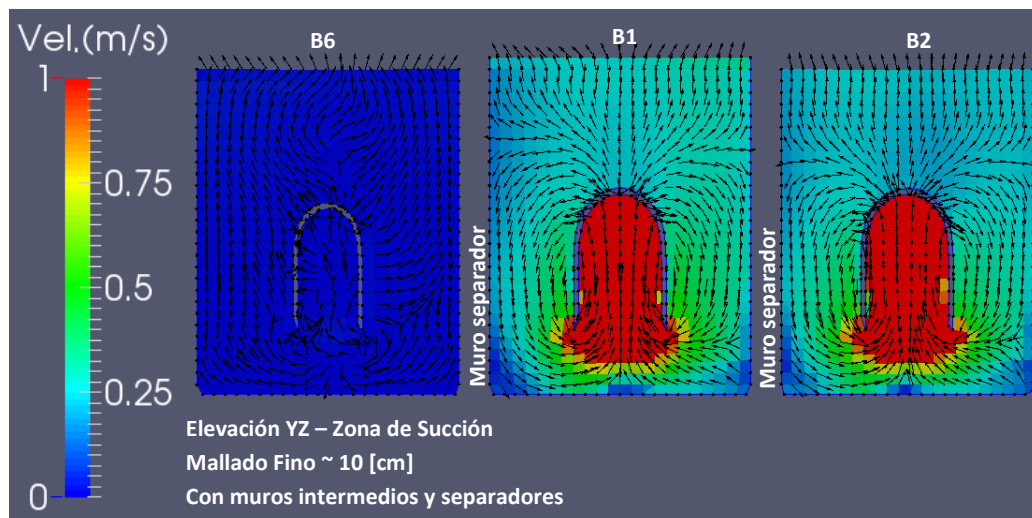 Vel.(m/s)
1
0.75
0.5
0.25
0
B6
B1
B2
Muro separador
Muro separador
Elevación YZ – Zona de Succión
Mallado Fino ~ 10 [cm]
Con muros intermedios y separadores